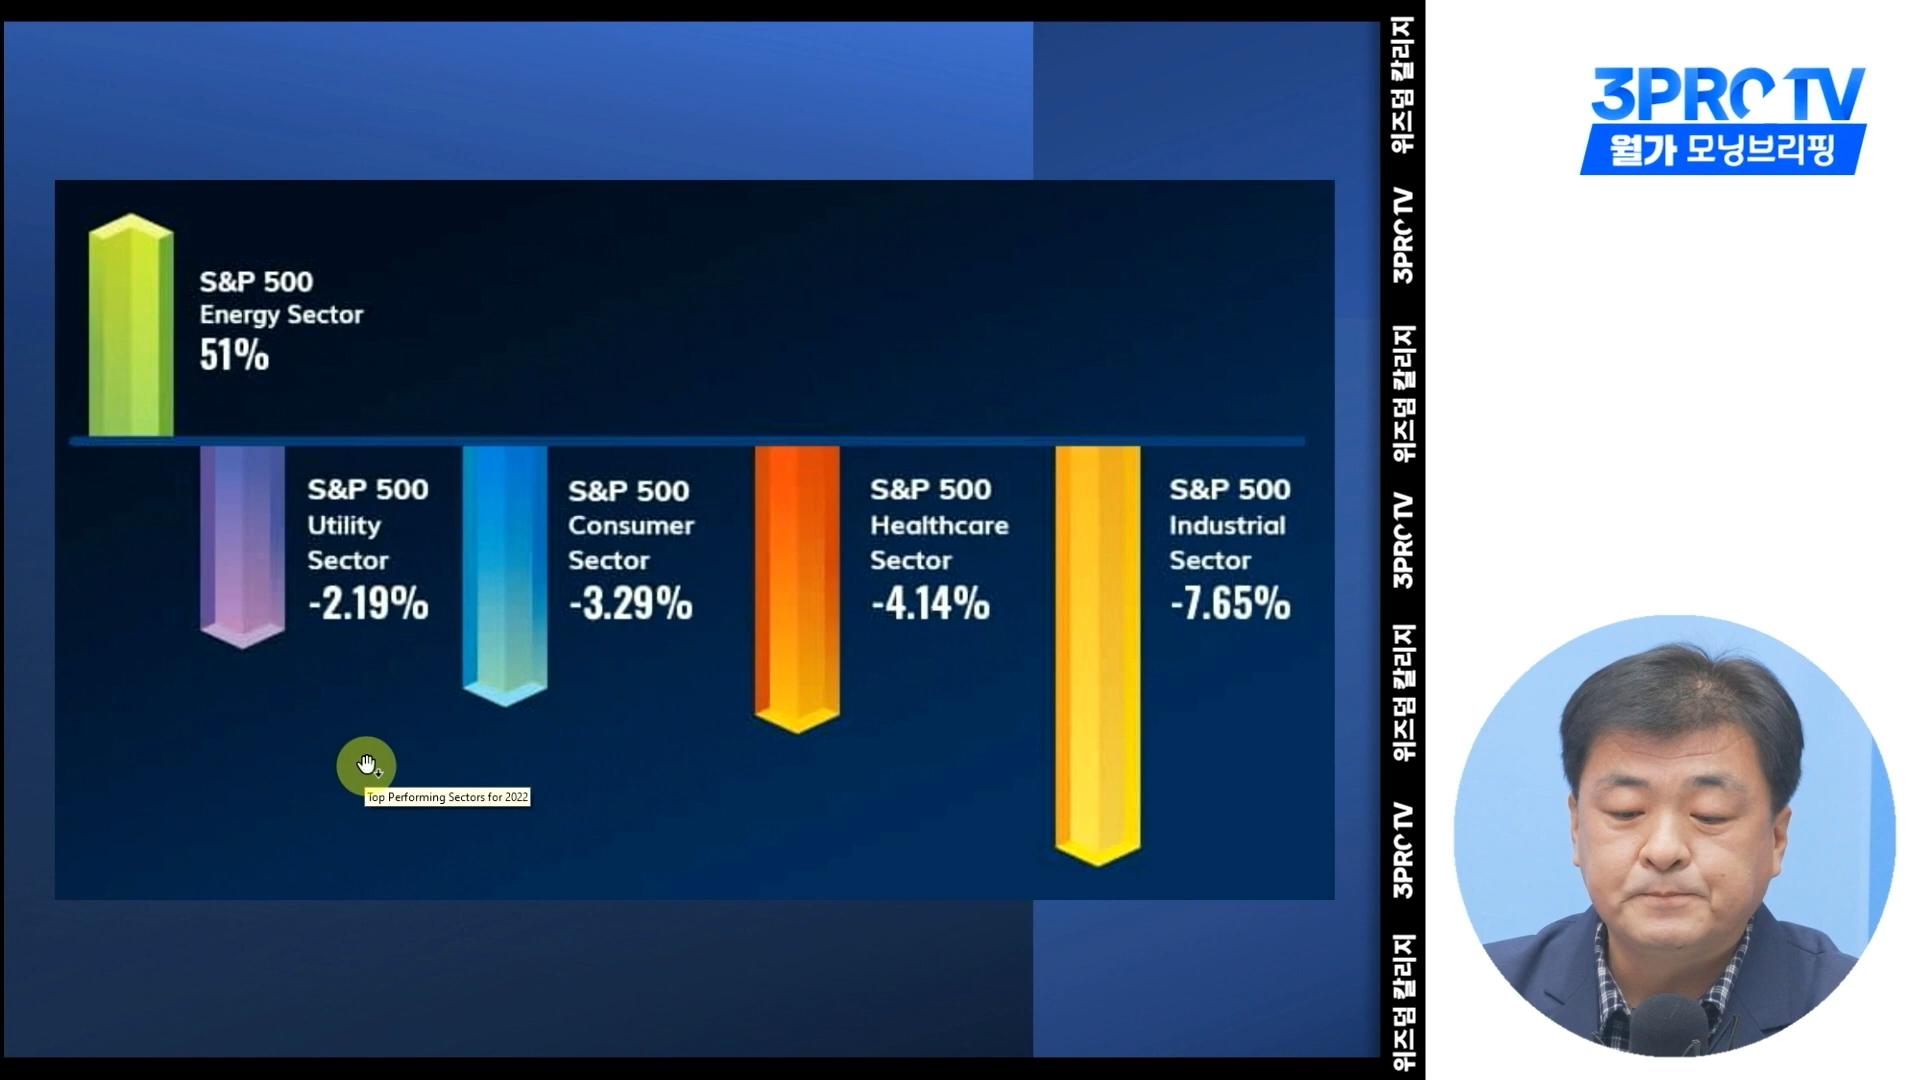 S&P 500
Energy Sector
51%
S&P 500
Utility
Sector
-2.19%
S&P 500
Consumer
Sector
-3.29%
S&P 500
Healthcare
Sector
-4.14%
S&P 500
Industrial
Sector
-7.65%
Top Performing Sectors for 2022
위즈덤 칼리지
3PROTV
위즈덤 칼리지
3PROTV
위즈덤 칼리지
3PROTV
위즈덤 칼리지
3PROTV
월가 모닝브리핑